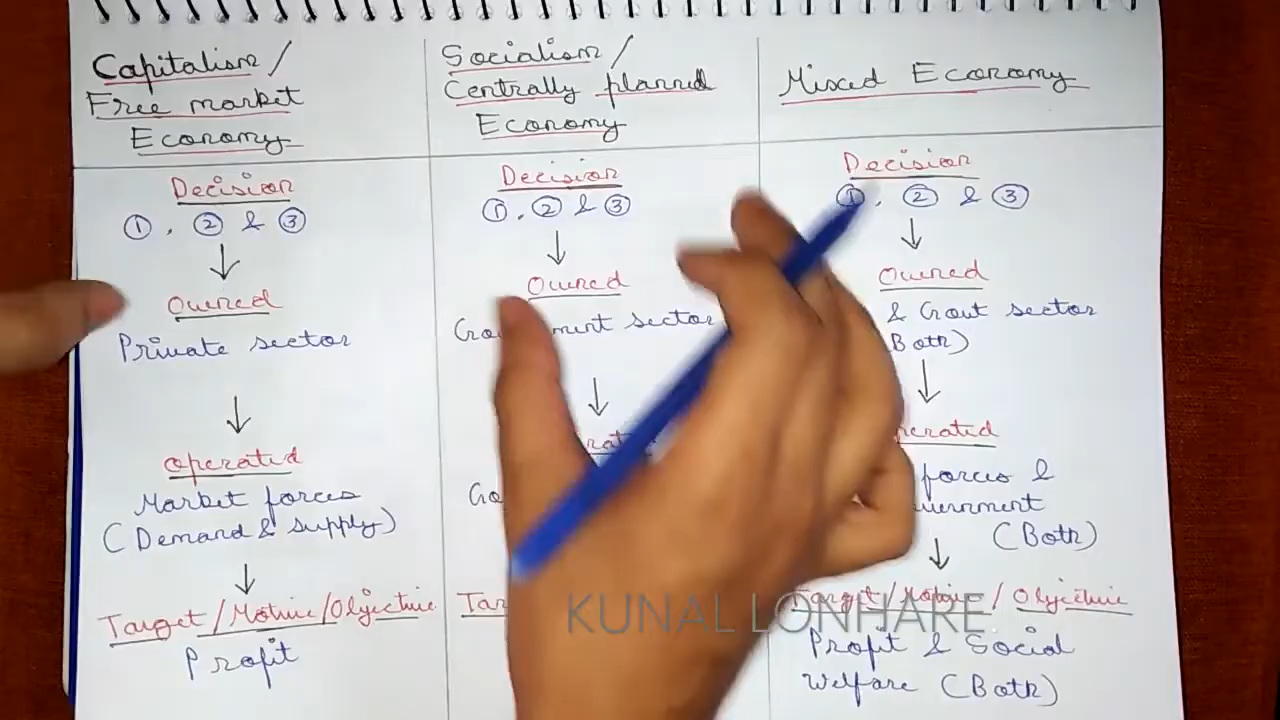 Capitalism /
Free market
Economy
Decision
①, ② & ③
Owned
Private sector
Operated
Market forces
(Demand & supply)
Target/Motive/Objective
Profit
Socialism /
Centrally planned
Economy
Decision
①, ② & ③
Owned
sector
Mixed Economy
Decision
①, ② & ③
Owned
& Govt sector
(Both)
forces &
(Both)
Target/Motive/Objective
Profit & Social
Welfare (Both)
KUNAL LONHARE